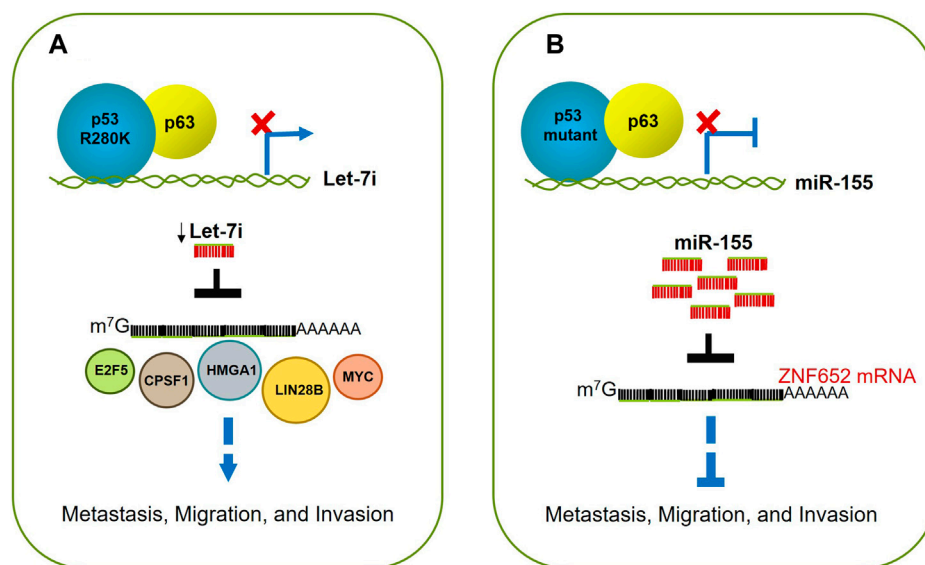 A
p53
R280K
p63
Let-7i
↓ Let-7i
m⁷G
AAAAAA
E2F5
CPSF1
HMGA1
LIN28B
MYC
Metastasis, Migration, and Invasion
B
p53
mutant
p63
miR-155
miR-155
ZNF652 mRNA
m⁷G
AAAAAA
Metastasis, Migration, and Invasion